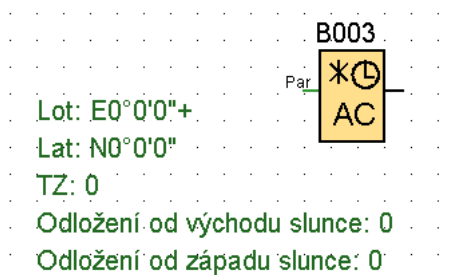 B003
Par
AC
Lot: E0°0'0"+
Lat: N0°0'0"
TZ: 0
Odložení od východu slunce: 0
Odložení od západu slunce: 0